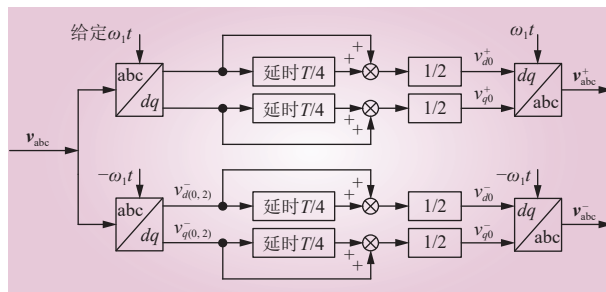 给定ω₁t
abc
dq
延时T/4
+
+
1/2
v⁺d0
ω₁t
dq
abc
v⁺abc
延时T/4
+
+
1/2
v⁺q0
vabc
−ω₁t
abc
dq
v⁻d(0, 2)
延时T/4
+
+
1/2
v⁻d0
−ω₁t
dq
abc
v⁻abc
v⁻q(0, 2)
延时T/4
+
+
1/2
v⁻q0